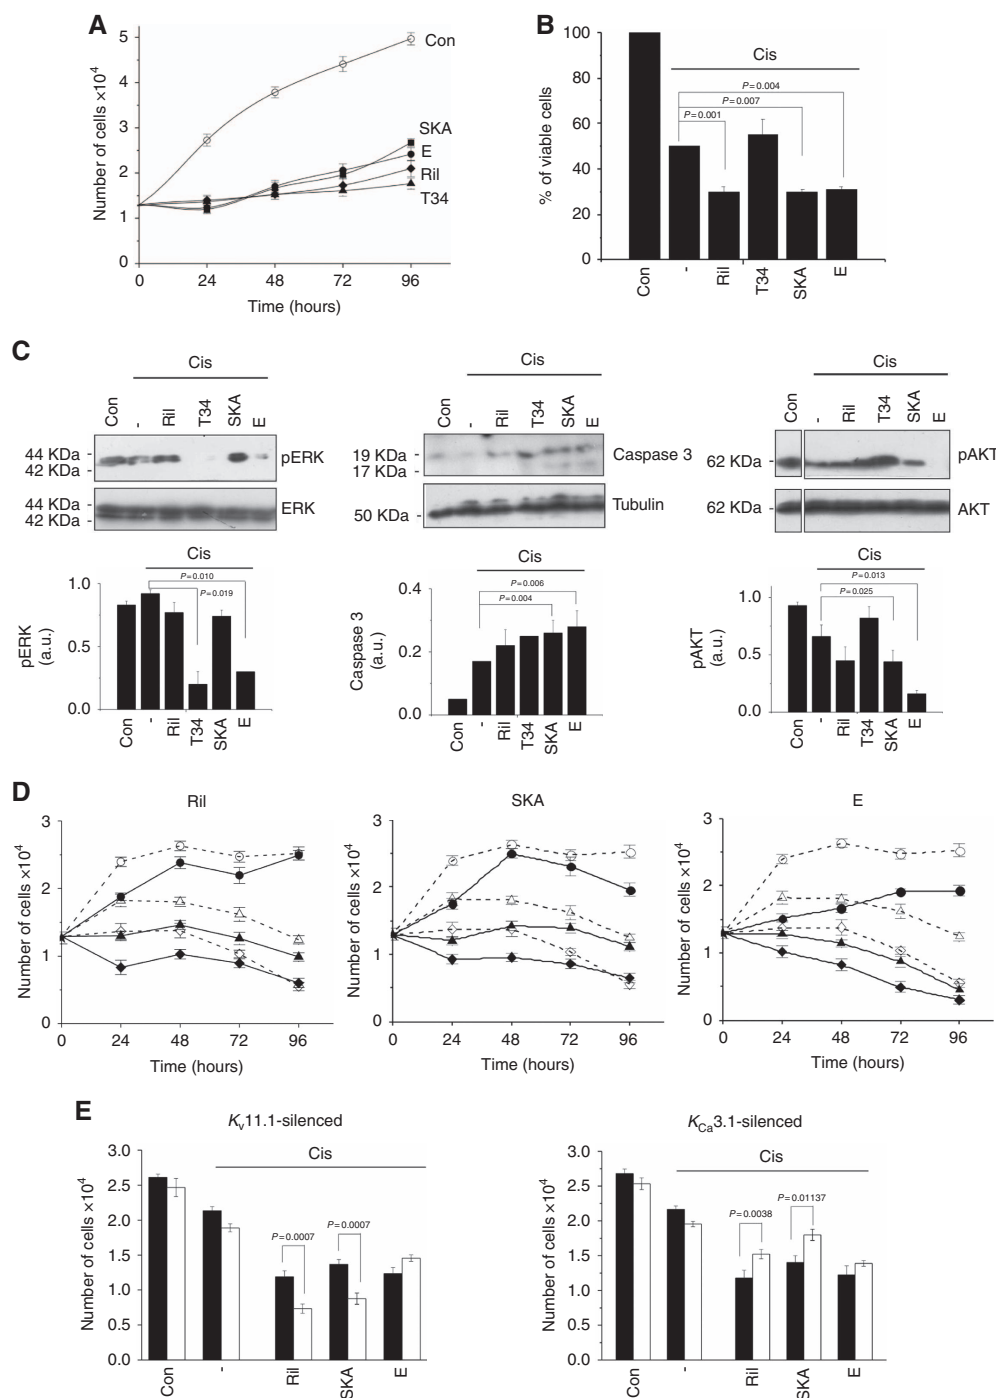 A
Number of cells ×10⁴
5
4
3
2
1
0
Con
SKA
E
Ril
T34
0 24 48 72 96
Time (hours)
B
% of viable cells
100
80
60
40
20
0
Cis
P=0.004
P=0.007
P=0.001
Con - Ril T34 SKA E
C
Cis
Con - Ril T34 SKA E
44 KDa
42 KDa
pERK
44 KDa
42 KDa
ERK
Cis
P=0.010
P=0.019
pERK
(a.u.)
1.0
0.5
0.0
Con - Ril T34 SKA E
Cis
Con - Ril T34 SKA E
19 KDa
17 KDa
Caspase 3
50 KDa
Tubulin
Cis
P=0.006
P=0.004
Caspase 3
(a.u.)
0.4
0.2
0.0
Con - Ril T34 SKA E
Cis
Con - Ril T34 SKA E
62 KDa
pAKT
62 KDa
AKT
Cis
P=0.013
P=0.025
pAKT
(a.u.)
1.0
0.5
0.0
Con - Ril T34 SKA E
D
Ril
Number of cells ×10⁴
3
2
1
0
0 24 48 72 96
Time (hours)
SKA
Number of cells ×10⁴
3
2
1
0
0 24 48 72 96
Time (hours)
E
Number of cells ×10⁴
3
2
1
0
0 24 48 72 96
Time (hours)
E
Kᵥ11.1-silenced
Cis
Number of cells ×10⁴
3.0
2.5
2.0
1.5
1.0
0.5
0.0
P=0.0007
P=0.0007
Con - Ril SKA E
K_Ca3.1-silenced
Cis
Number of cells ×10⁴
3.0
2.5
2.0
1.5
1.0
0.5
0.0
P=0.0038
P=0.01137
Con - Ril SKA E